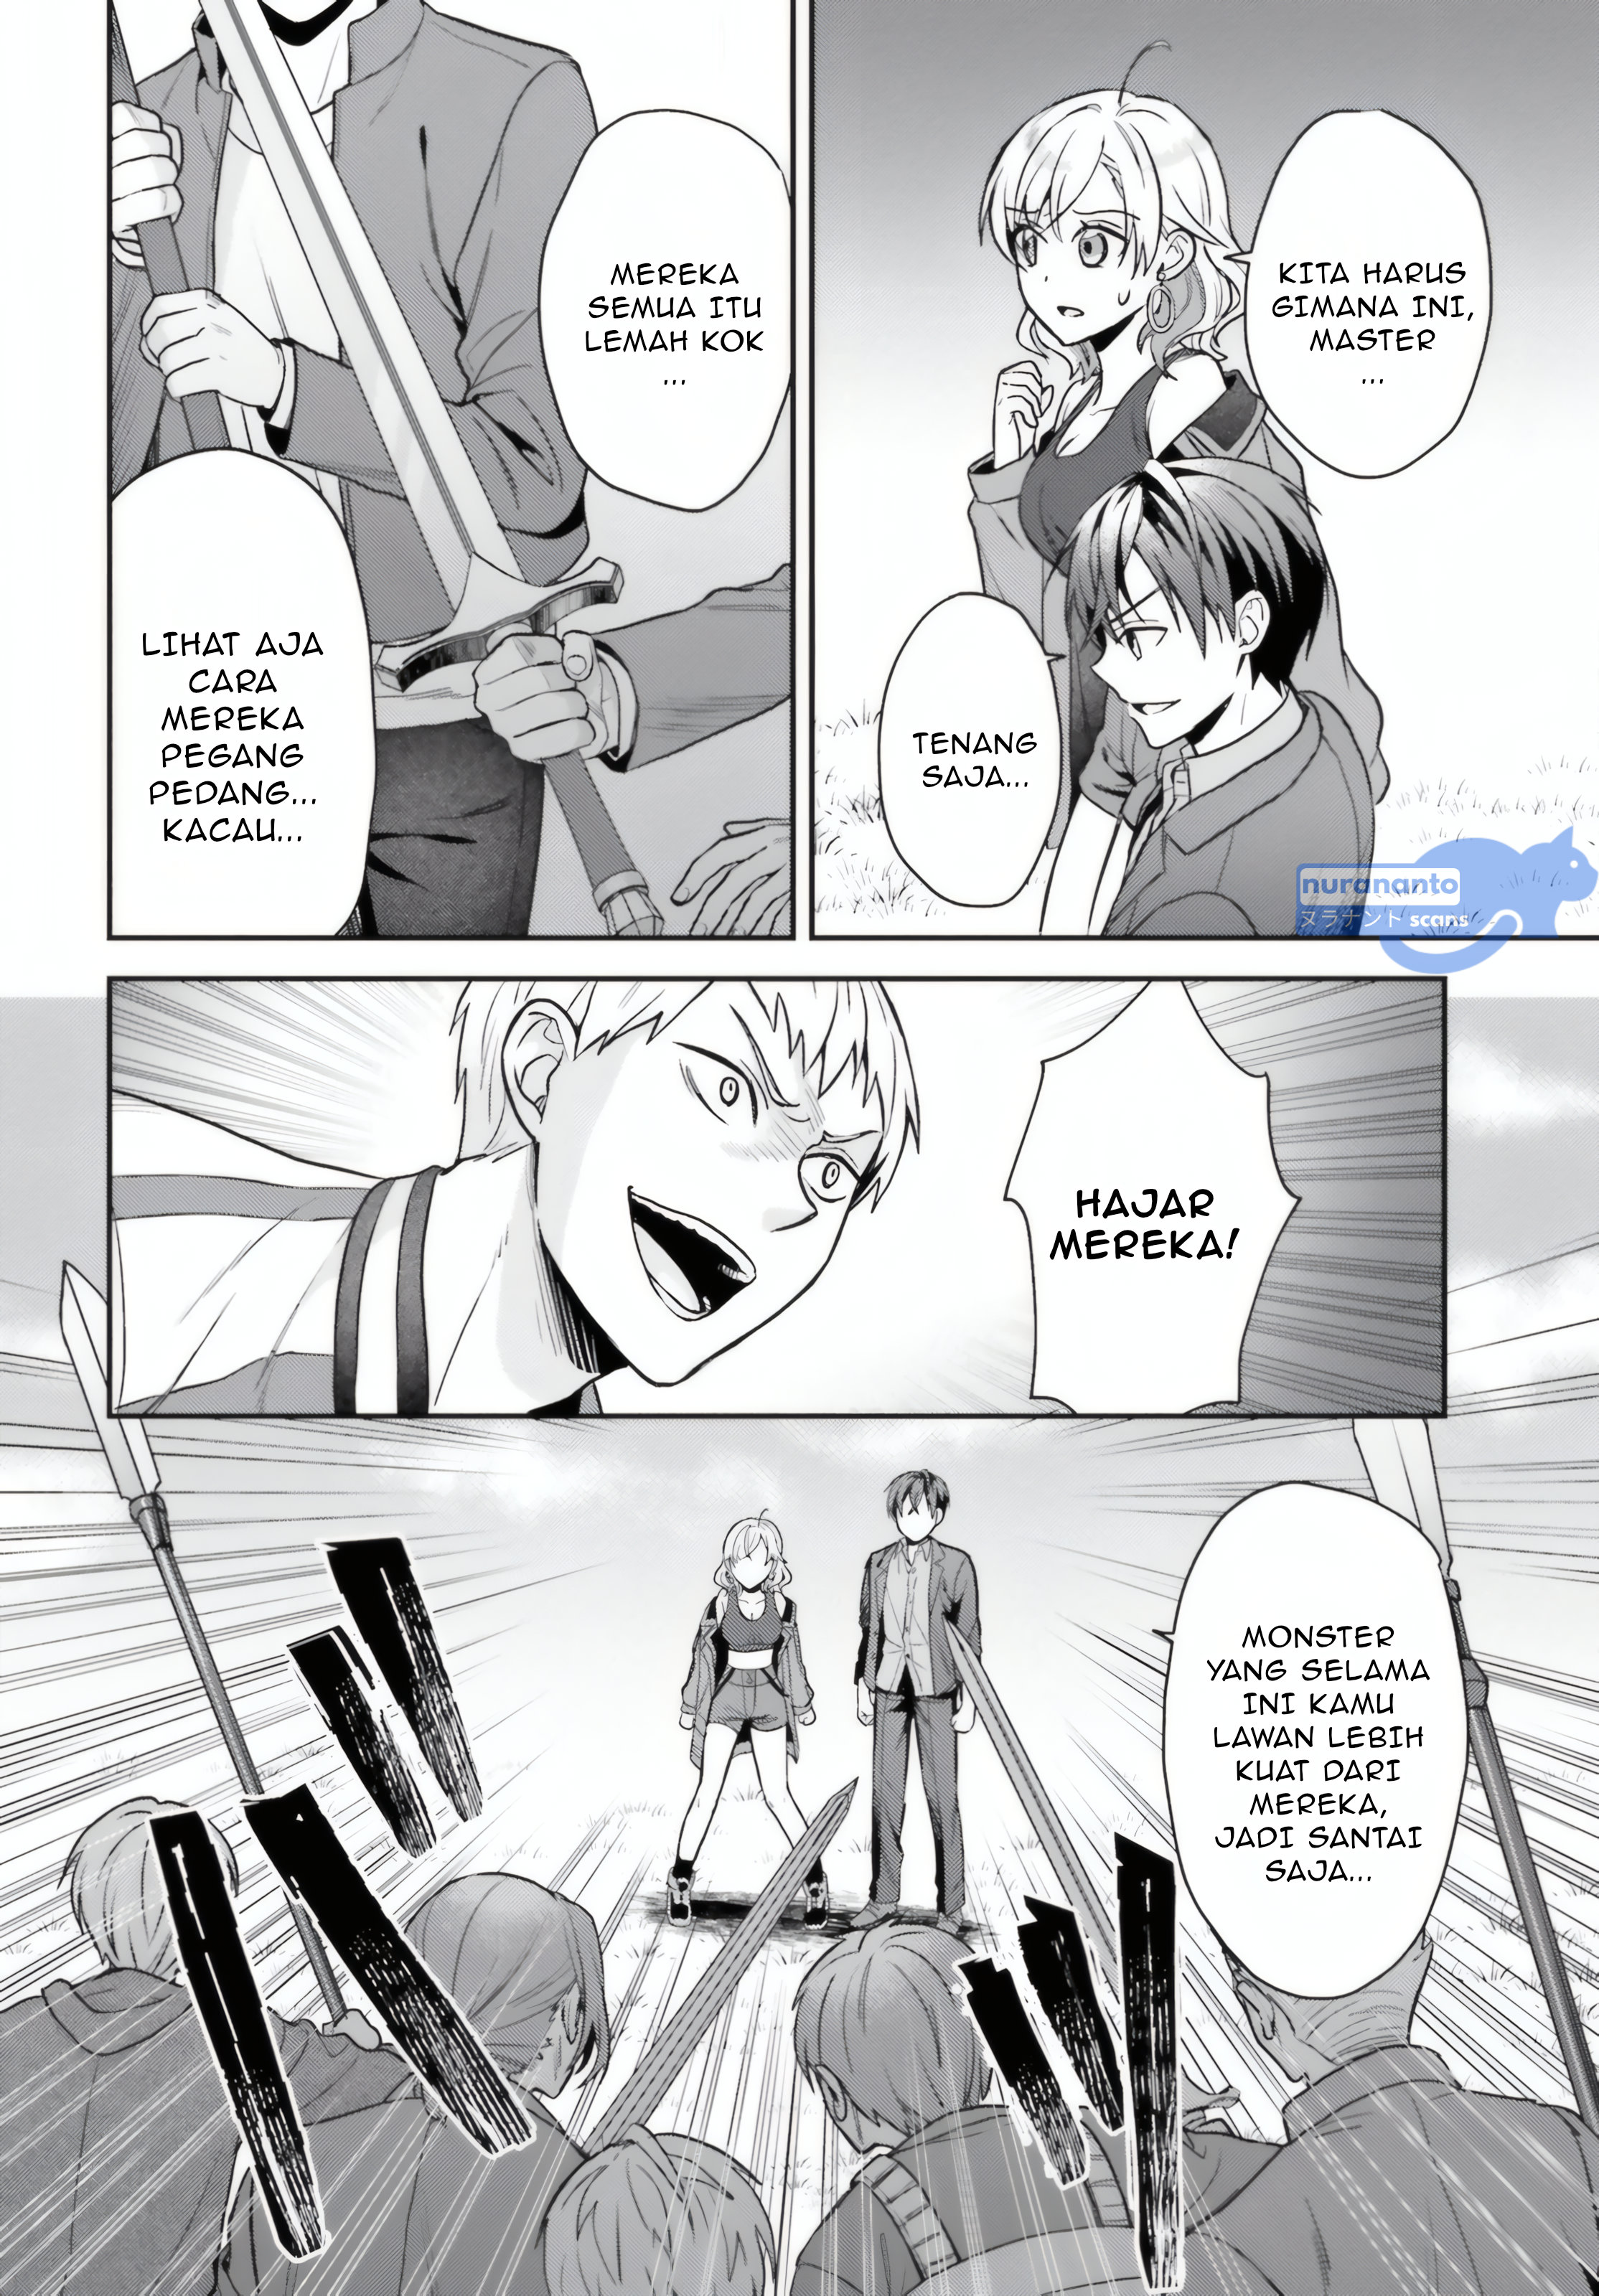 KITA HARUS
GIMANA INI,
MASTER
...
TENANG
SAJA...
MEREKA
SEMUA ITU
LEMAH KOK
...
LIHAT AJA
CARA
MEREKA
PEGANG
PEDANG...
KACAU...
nurananto
ヌラナント scans
HAJAR
MEREKA!
MONSTER
YANG SELAMA
INI KAMU
LAWAN LEBIH
KUAT DARI
MEREKA,
JADI SANTAI
SAJA...